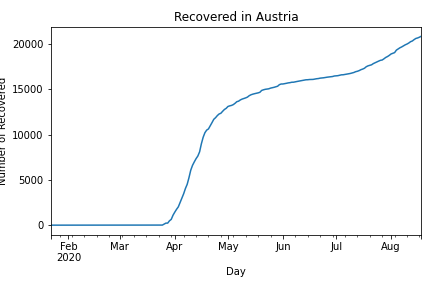 Recovered in Austria
Number of Recovered
20000
15000
10000
5000
0
Feb Mar Apr May Jun Jul Aug
2020
Day